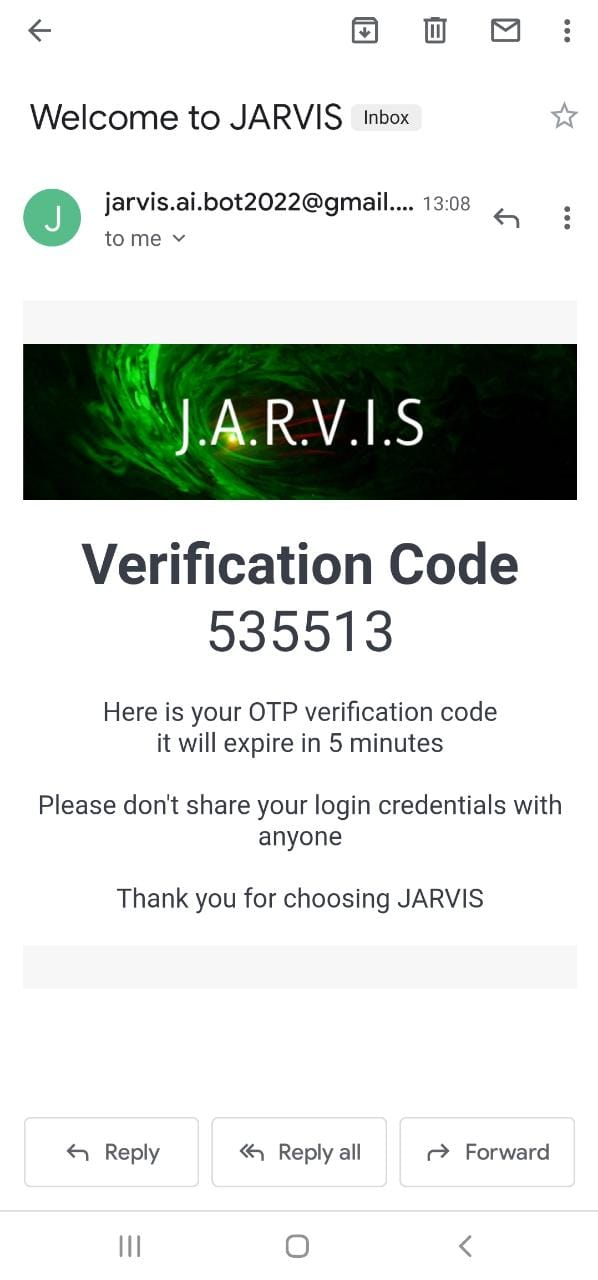 Welcome to JARVIS Inbox
J
jarvis.ai.bot2022@gmail.... 13:08
to me
J.A.R.V.I.S
Verification Code
535513
Here is your OTP verification code
it will expire in 5 minutes
Please don't share your login credentials with
anyone
Thank you for choosing JARVIS
Reply Reply all Forward